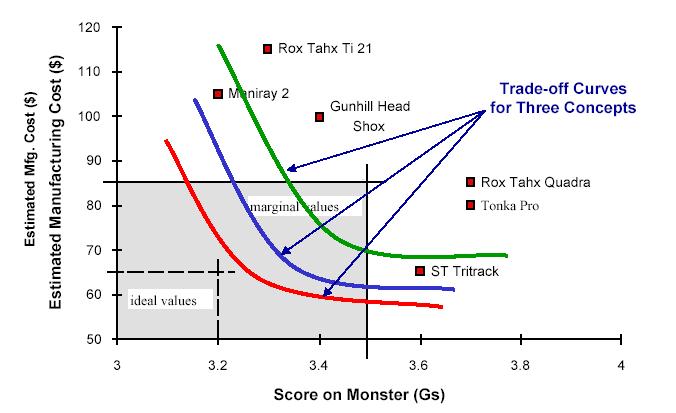 120
Rox Tahx Ti 21
110
Maniray 2
Trade-off Curves
for Three Concepts
Gunhill Head
Shox
100
90
Rox Tahx Quadra
marginal values
80
Tonka Pro
70
ST Tritrack
60
ideal values
50
3
3.2
3.4
3.6
3.8
4
Score on Monster (Gs)
Estimated Mfg. Cost ($)
Estimated Manufacturing Cost ($)